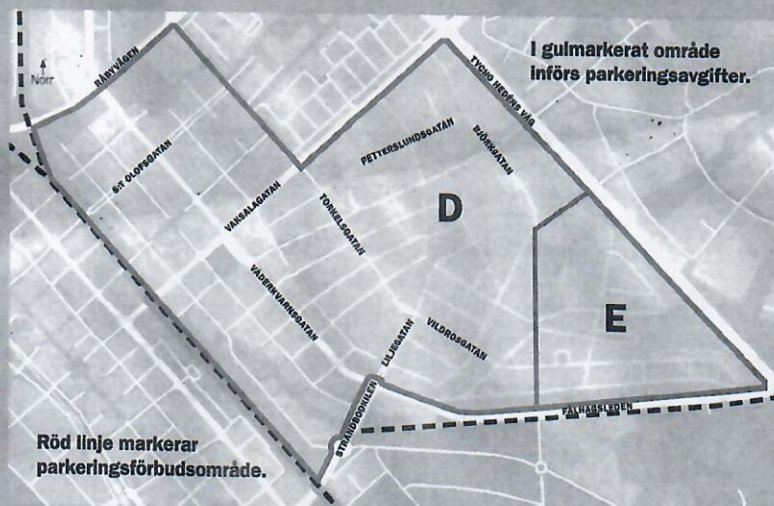 I gulmarkerat område
införs parkeringsavgifter.
Norr
RÅBYVÄGEN
TYCHO HEDÉNS VÄG
S:T OLOFSGATAN
PETTERSLUNDSGATAN
BJÖRKGATAN
VAKSALAGATAN
TORKELSGATAN
D
VÄDERKVARNSGATAN
E
LILJEGATAN
VILDROSGATAN
STRANDBODKILEN
FÅLHAGSLEDEN
Röd linje markerar
parkeringsförbudsområde.